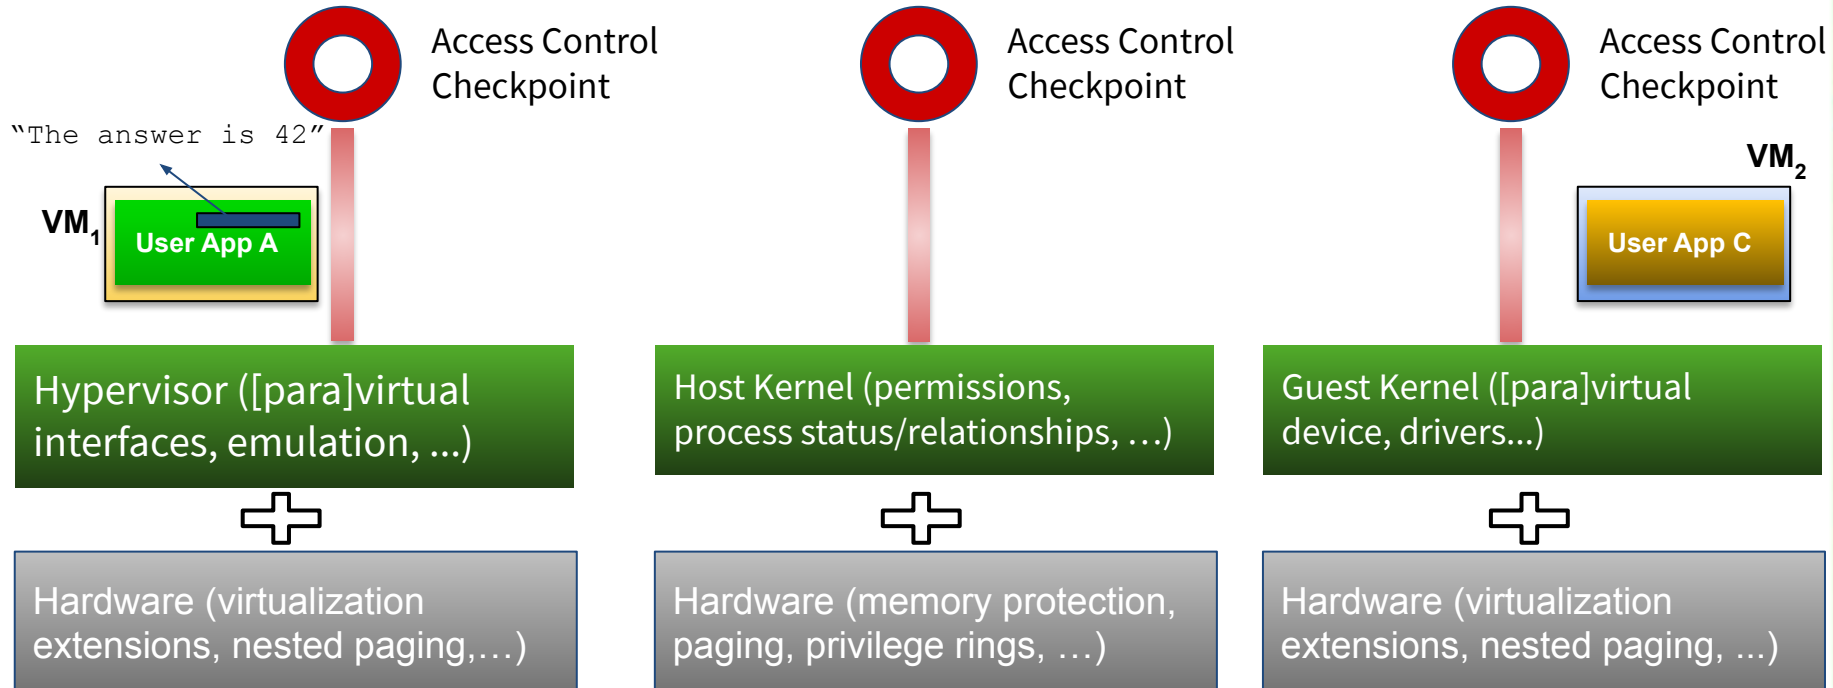 Access Control
Checkpoint
Access Control
Checkpoint
Access Control
Checkpoint
“The answer is 42”
VM1
User App A
VM2
User App C
Hypervisor ([para]virtual
interfaces, emulation, ...)
Host Kernel (permissions,
process status/relationships, …)
Guest Kernel ([para]virtual
device, drivers...)
Hardware (virtualization
extensions, nested paging,…)
Hardware (memory protection,
paging, privilege rings, …)
Hardware (virtualization
extensions, nested paging, ...)